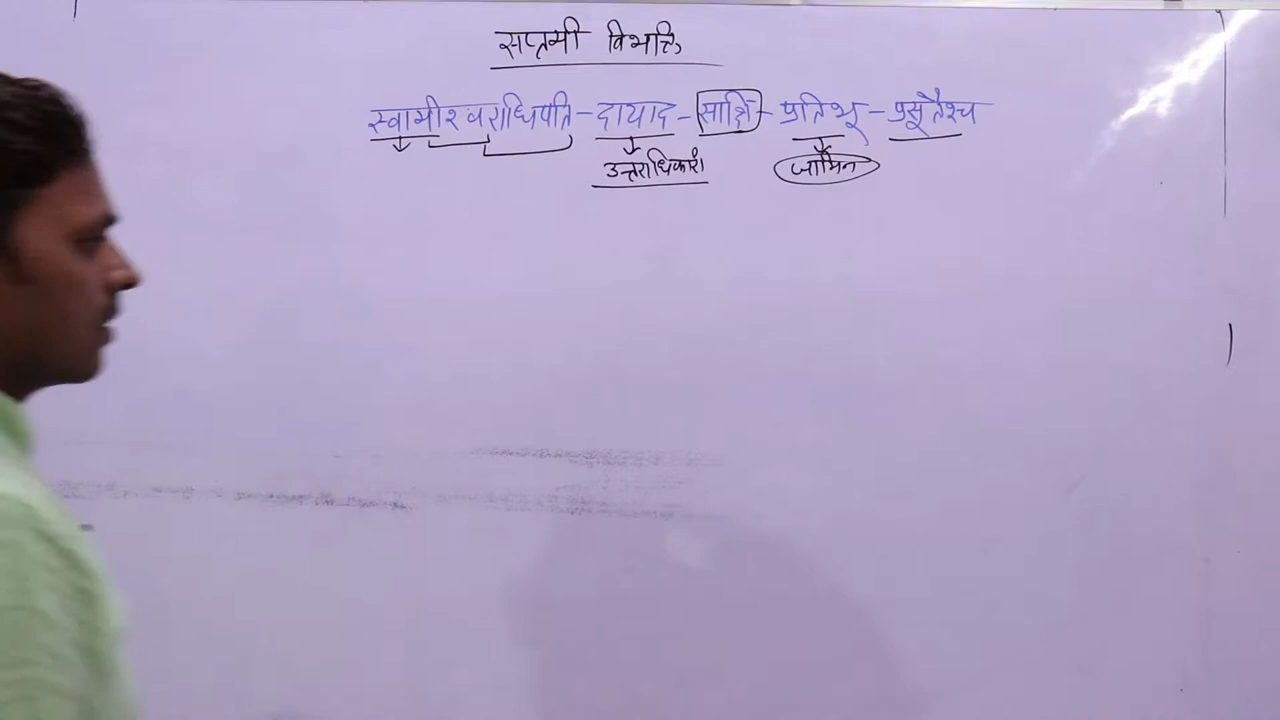 सप्तमी विभक्ति
स्वामीश्वराधिपति-दायाद-साक्षि-प्रतिभू-प्रसूतैश्च
उत्तराधिकारी जामिन